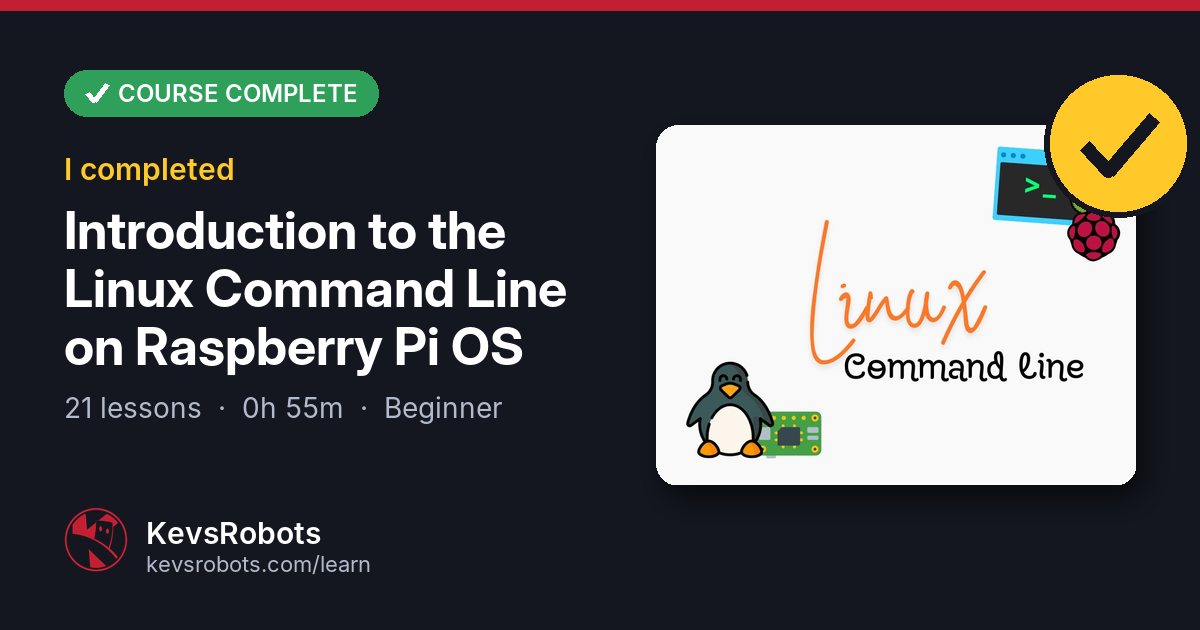 COURSE COMPLETE
I completed
Introduction to the
Linux Command Line
on Raspberry Pi OS
21 lessons · 0h 55m · Beginner
KevsRobots
kevsrobots.com/learn
>_
Linux
Command line